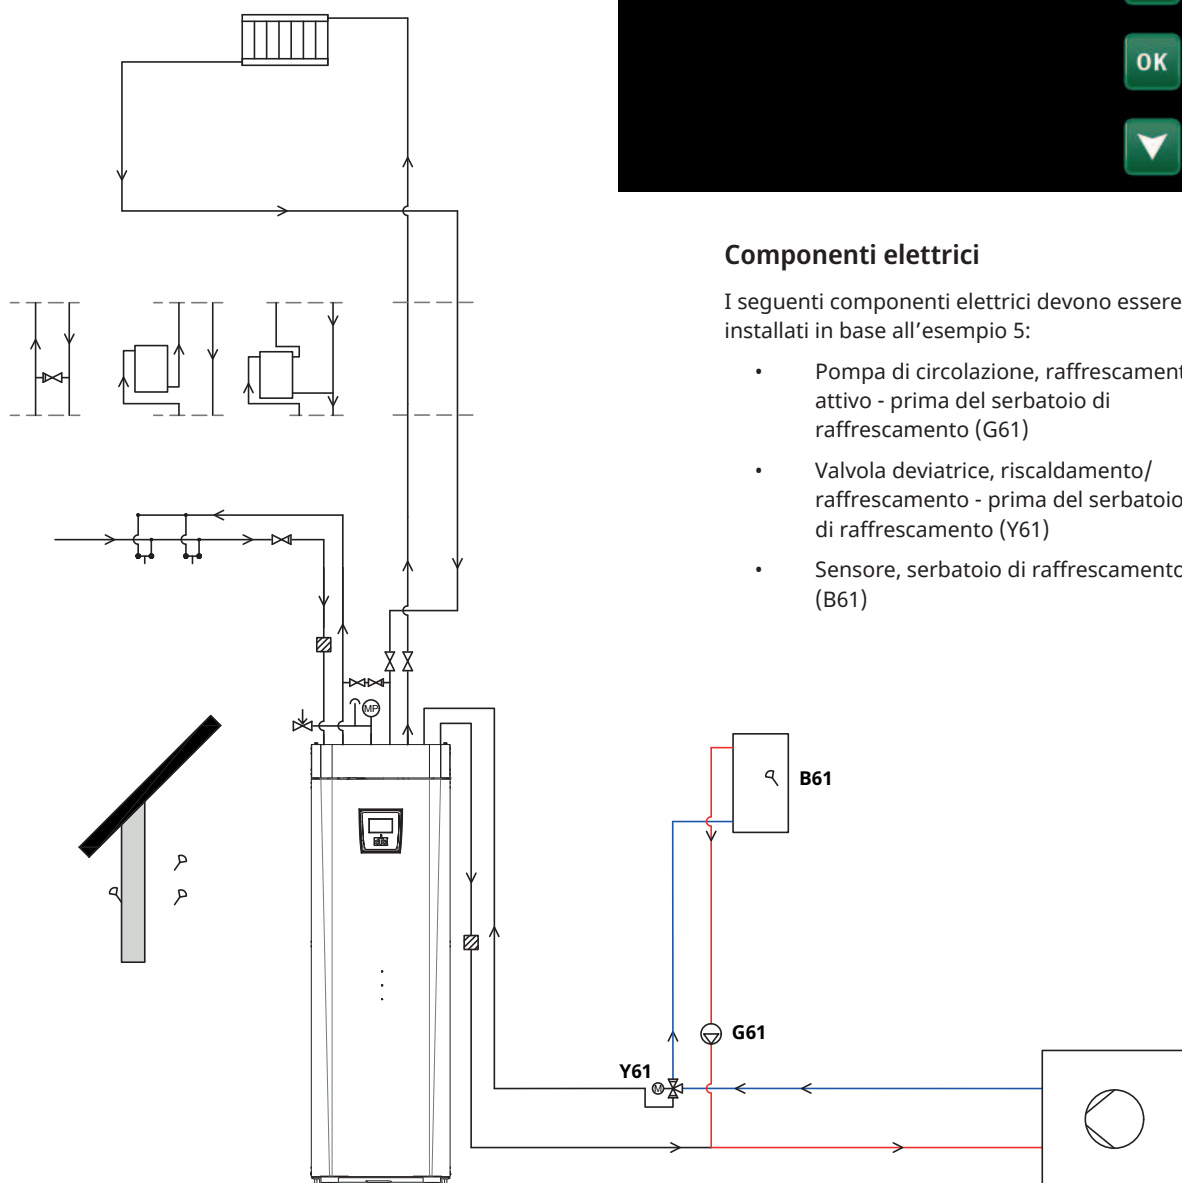 OK
Componenti elettrici
I seguenti componenti elettrici devono essere
installati in base all’esempio 5:
• Pompa di circolazione, raffrescament
attivo - prima del serbatoio di
raffrescamento (G61)
• Valvola deviatrice, riscaldamento/
raffrescamento - prima del serbatoio
di raffrescamento (Y61)
• Sensore, serbatoio di raffrescamento
(B61)
MP
B61
G61
Y61
M